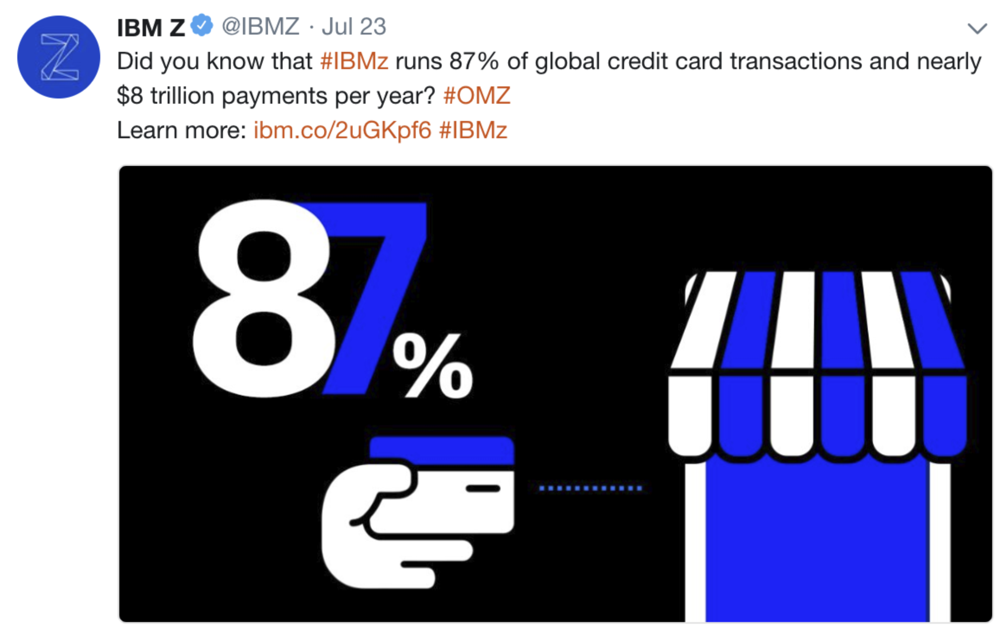 IBM Z @IBMZ · Jul 23
Did you know that #IBMz runs 87% of global credit card transactions and nearly
$8 trillion payments per year? #OMZ
Learn more: ibm.co/2uGKpf6 #IBMz
87%